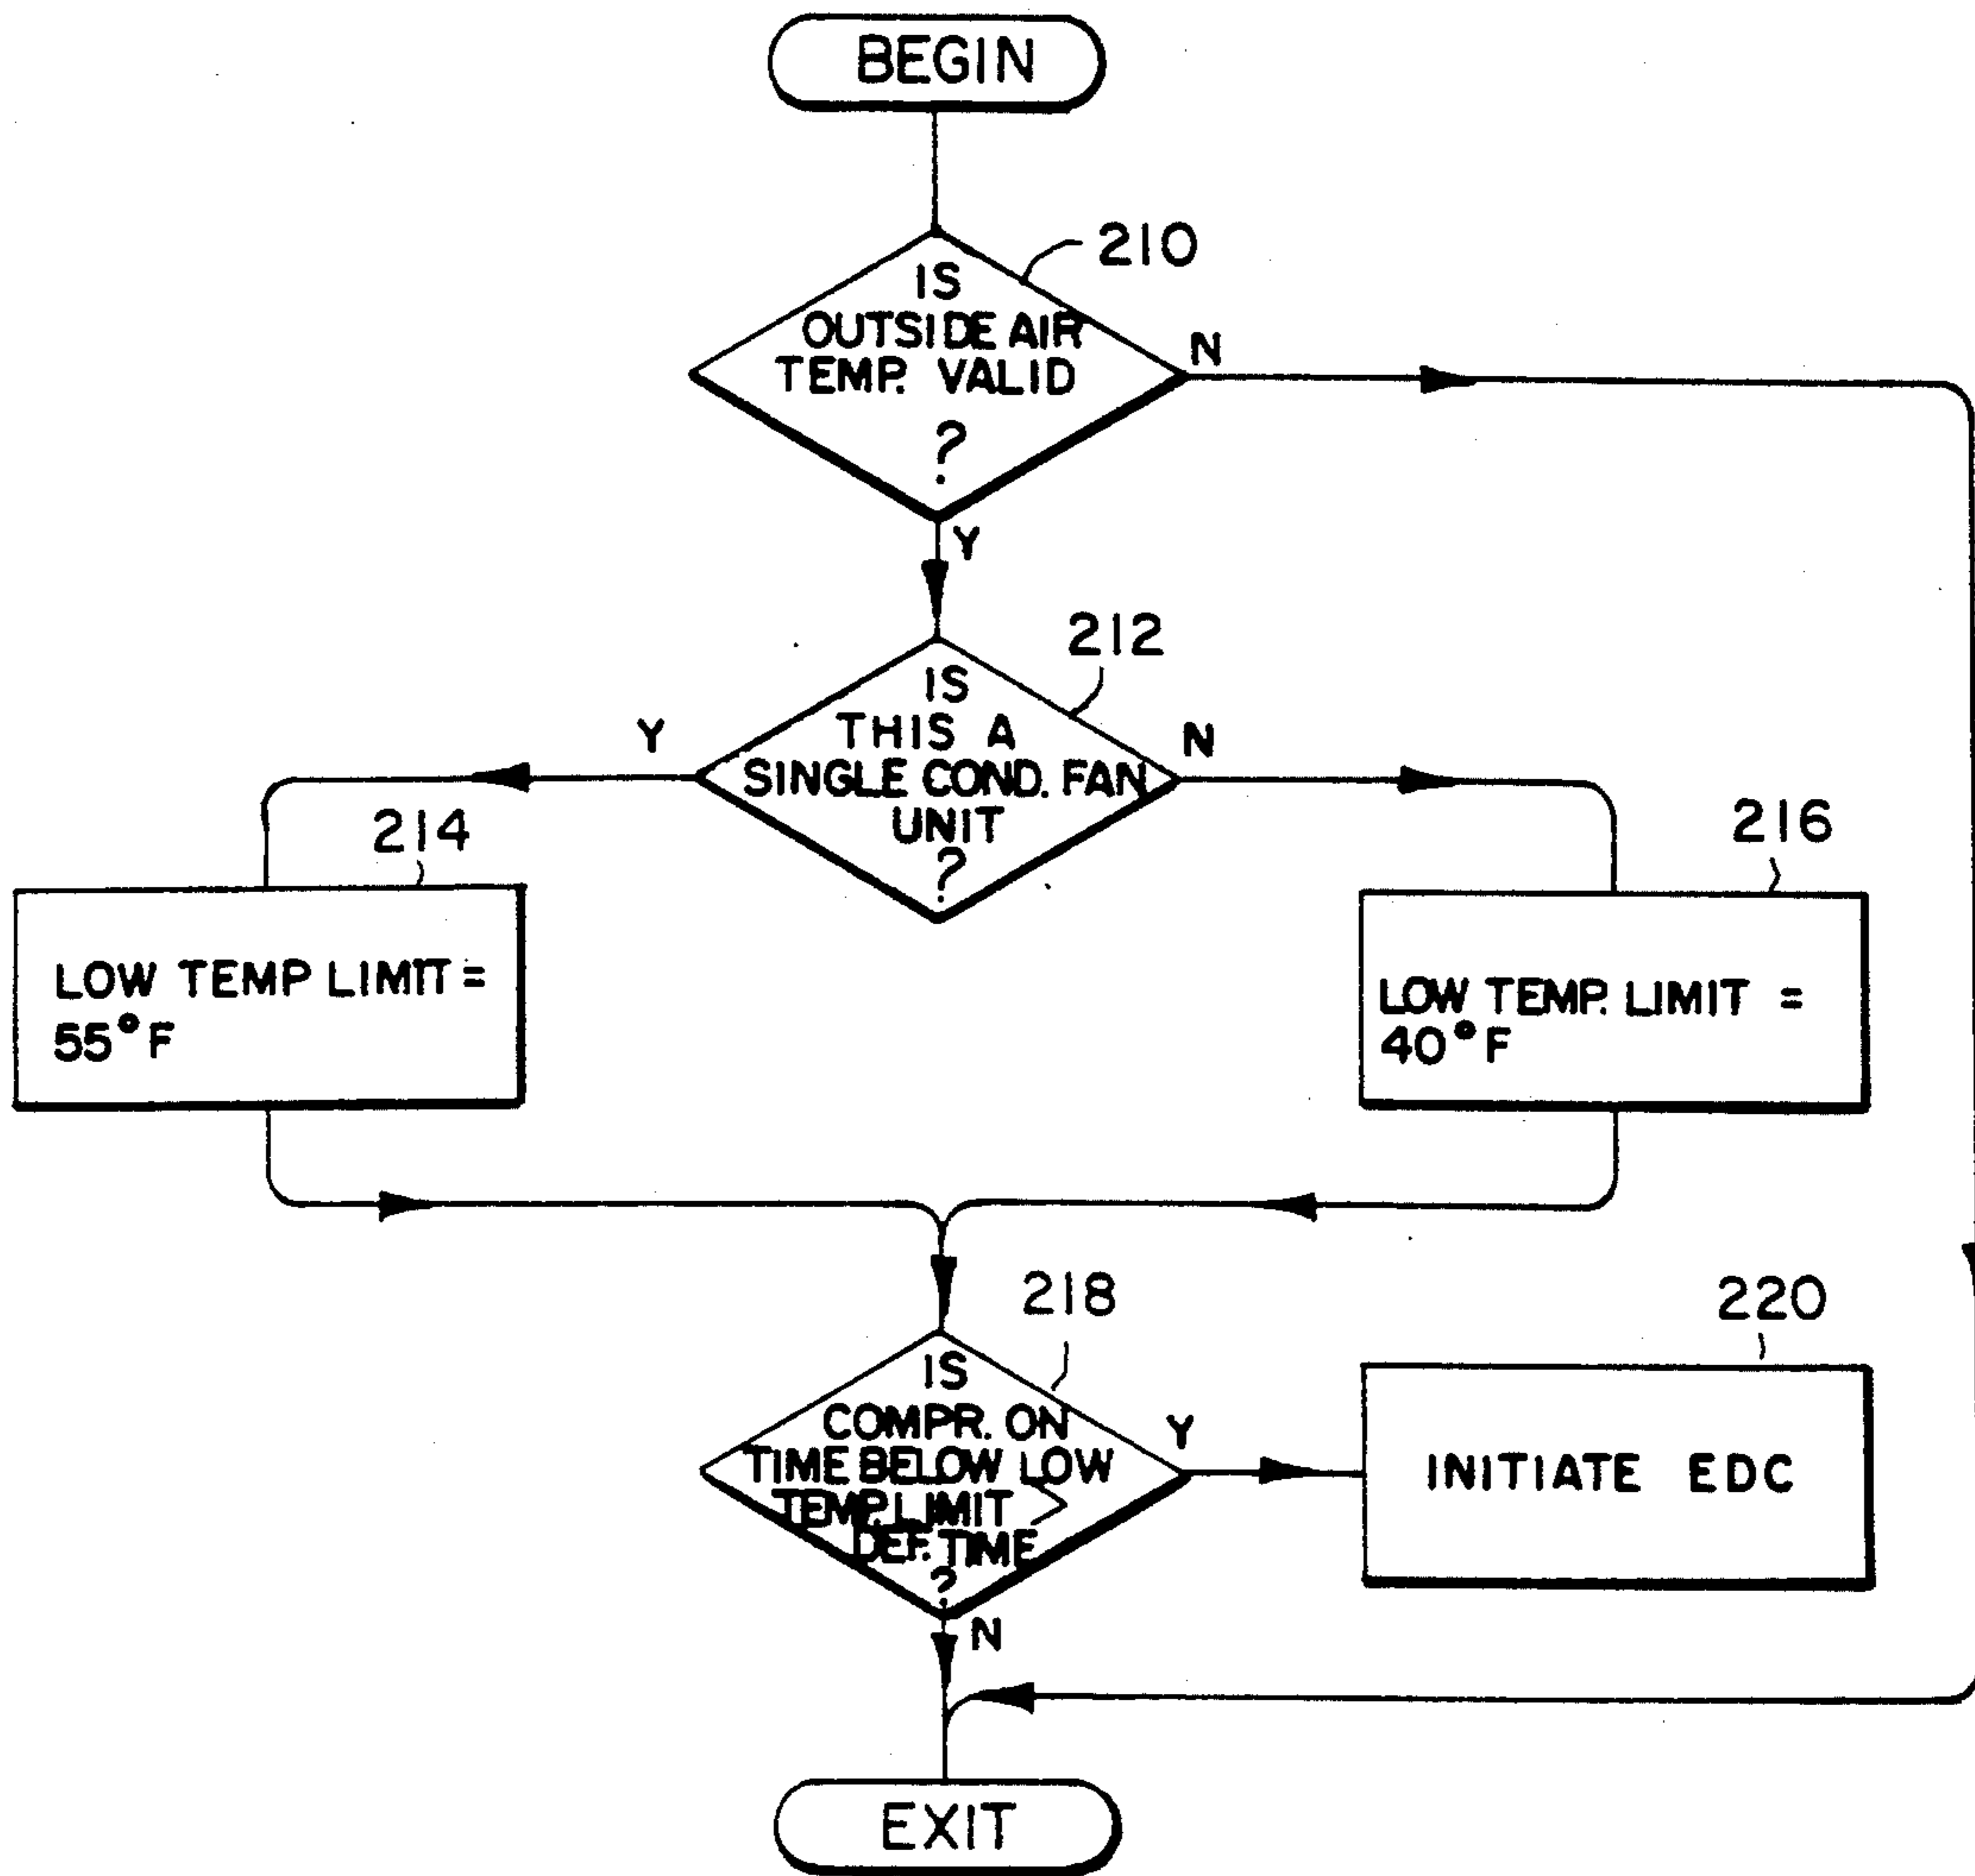 BEGIN
210
IS
OUTSIDE AIR
TEMP. VALID
?
N
Y
212
IS
THIS A
SINGLE COND. FAN
UNIT
?
Y
N
214
LOW TEMP LIMIT =
55°F
216
LOW TEMP. LIMIT =
40°F
218
IS
COMPR. ON
TIME BELOW LOW
TEMP. LIMIT >
DEF. TIME
?
Y
N
220
INITIATE EDC
EXIT